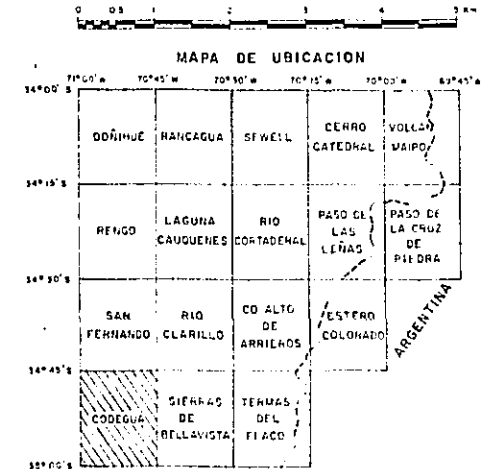 0 0.5 1 2 3 4 5 KM
MAPA DE UBICACION
71°00'W 70°45'W 70°30'W 70°15'W 70°00'W 69°45'W
34°00'S
DOÑIHUE RANCAGUA SEWELL CERRO CATEDRAL VOLCAN MAIPO
34°15'S
RENGO LAGUNA CAUQUENES RIO CORTADERAL PASO DE LAS LEÑAS PASO DE LA CRUZ DE PIEDRA
34°30'S
SAN FERNANDO RIO CLARILLO CO ALTO DE ARRIEROS ESTERO COLORADO
ARGENTINA
34°45'S
CODEGUA SIERRAS DE BELLAVISTA TERMAS DEL FLACO
35°00'S